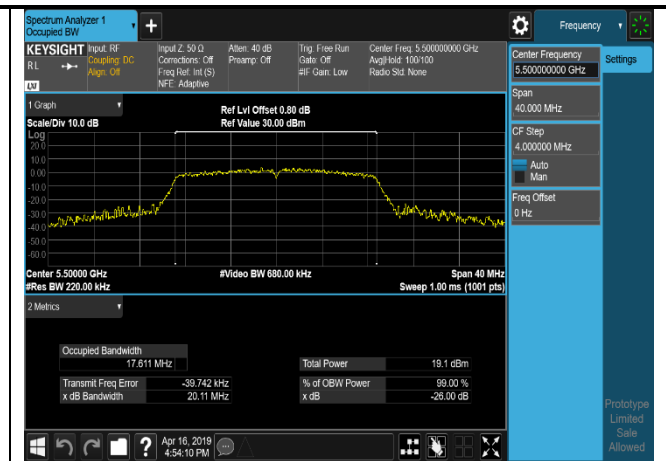 Spectrum Analyzer 1
Occupied BW
Frequency
KEYSIGHT
RL
LXI
Input: RF
Coupling: DC
Align: Off
Input Z: 50 Ω
Corrections: Off
Freq Ref: Int (S)
NFE: Adaptive
Atten: 40 dB
Preamp: Off
Trig: Free Run
Gate: Off
#IF Gain: Low
Center Freq: 5.500000000 GHz
Avg|Hold: 100/100
Radio Std: None
Center Frequency
5.500000000 GHz
Settings
Span
40.000 MHz
CF Step
4.000000 MHz
Auto
Man
Freq Offset
0 Hz
1 Graph
Scale/Div 10.0 dB
Ref Lvl Offset 0.80 dB
Ref Value 30.00 dBm
Log
20.0
10.0
0.00
-10.0
-20.0
-30.0
-40.0
-50.0
-60.0
Center 5.50000 GHz
#Video BW 680.00 kHz
Span 40 MHz
#Res BW 220.00 kHz
Sweep 1.00 ms (1001 pts)
2 Metrics
Occupied Bandwidth
17.611 MHz
Total Power 19.1 dBm
Transmit Freq Error -39.742 kHz
% of OBW Power 99.00 %
x dB Bandwidth 20.11 MHz
x dB -26.00 dB
Prototype
Limited
Sale
Allowed
?
Apr 16, 2019
4:54:10 PM